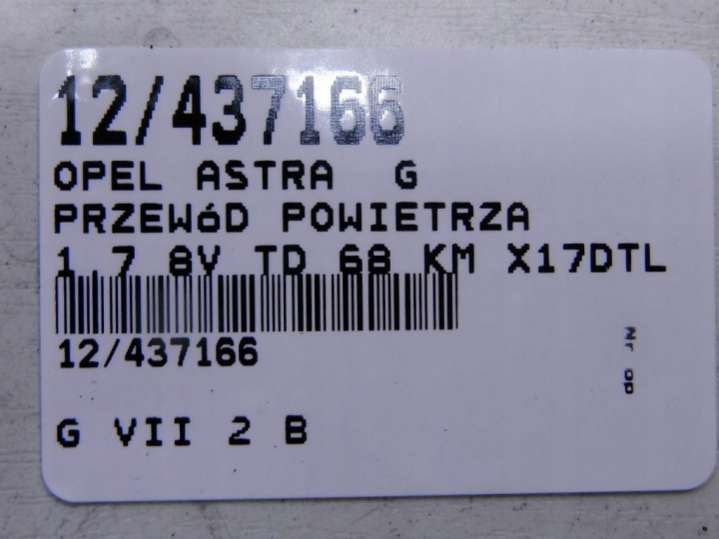 12/437166
OPEL ASTRA G
PRZEWóD POWIETRZA
1.7 8V TD 68 KM X17DTL
12/437166
Nr op
G VII 2 B